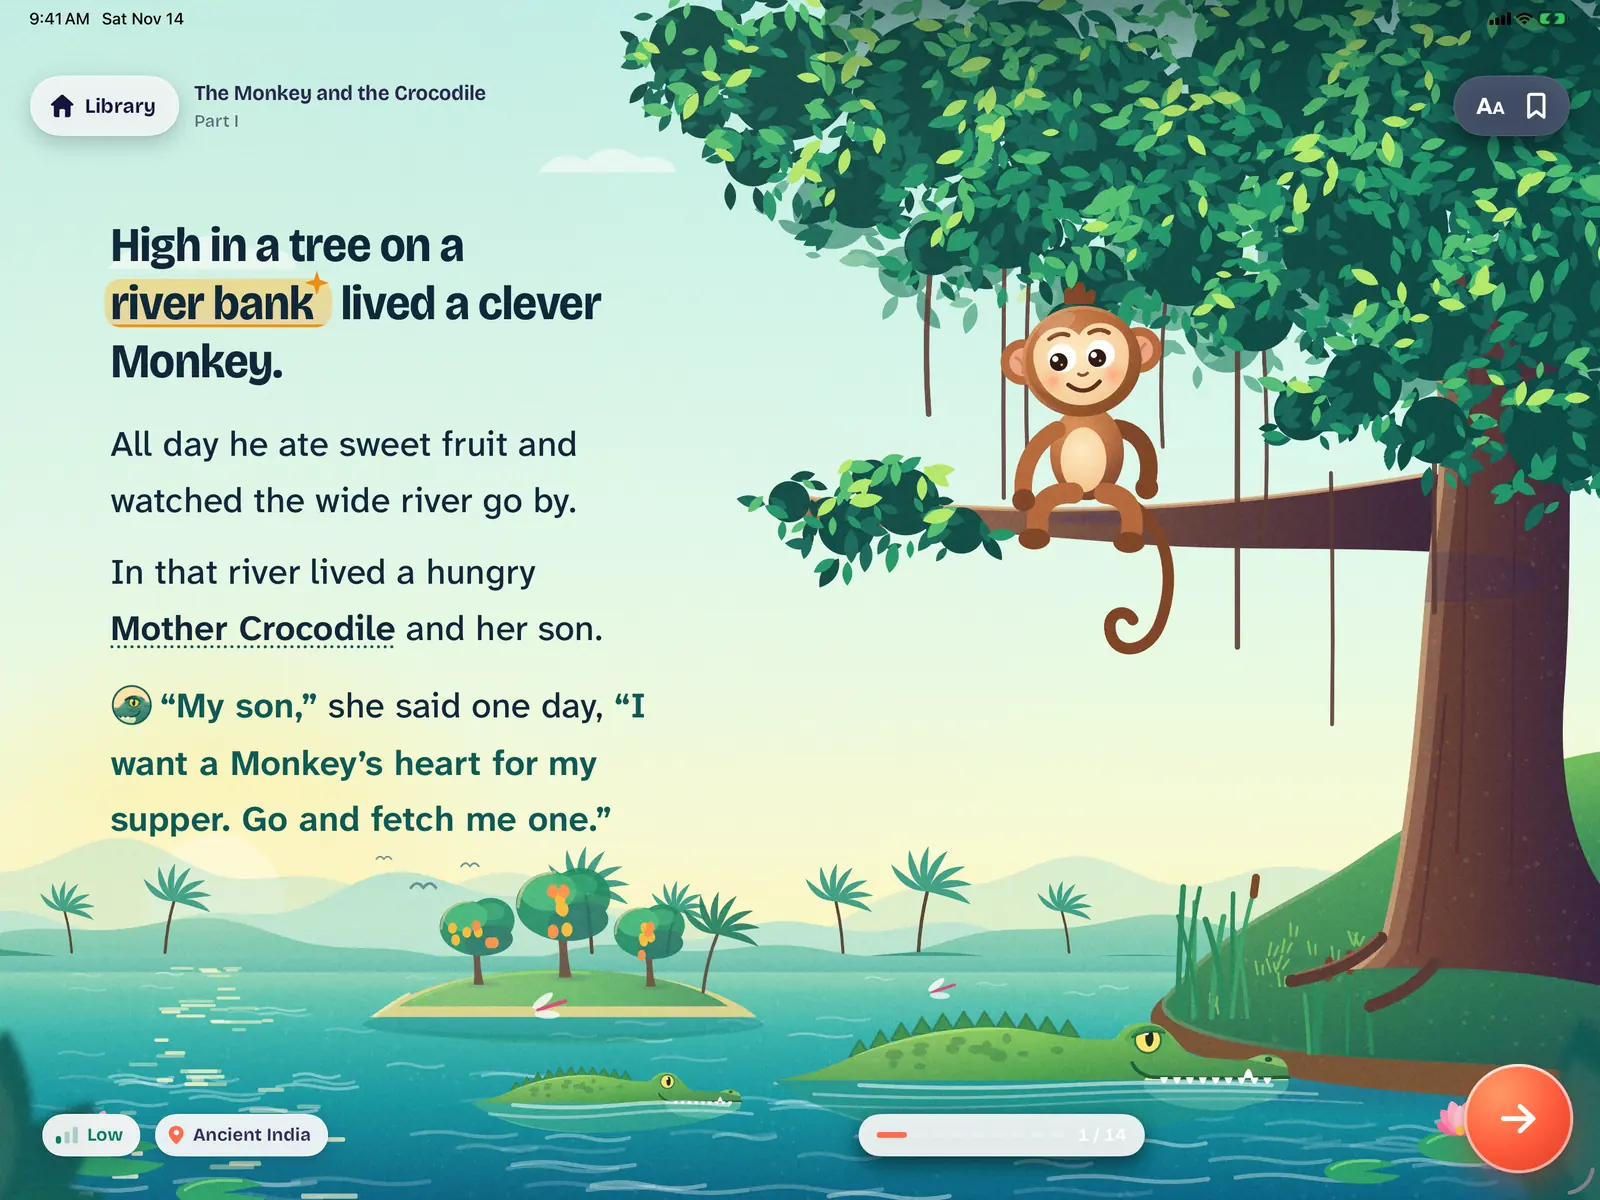 9:41 AM Sat Nov 14
Library
The Monkey and the Crocodile
Part I
AA
High in a tree on a
river bank lived a clever
Monkey.
All day he ate sweet fruit and
watched the wide river go by.
In that river lived a hungry
Mother Crocodile and her son.
“My son,” she said one day, “I
want a Monkey’s heart for my
supper. Go and fetch me one.”
Low
Ancient India
1 / 14